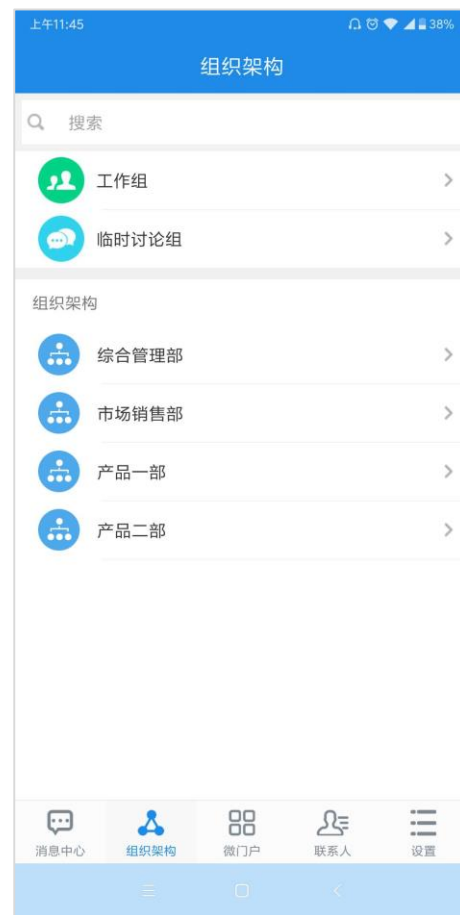 上午11:45 38%
组织架构
搜索
工作组
临时讨论组
组织架构
综合管理部
市场销售部
产品一部
产品二部
消息中心 组织架构 微门户 联系人 设置